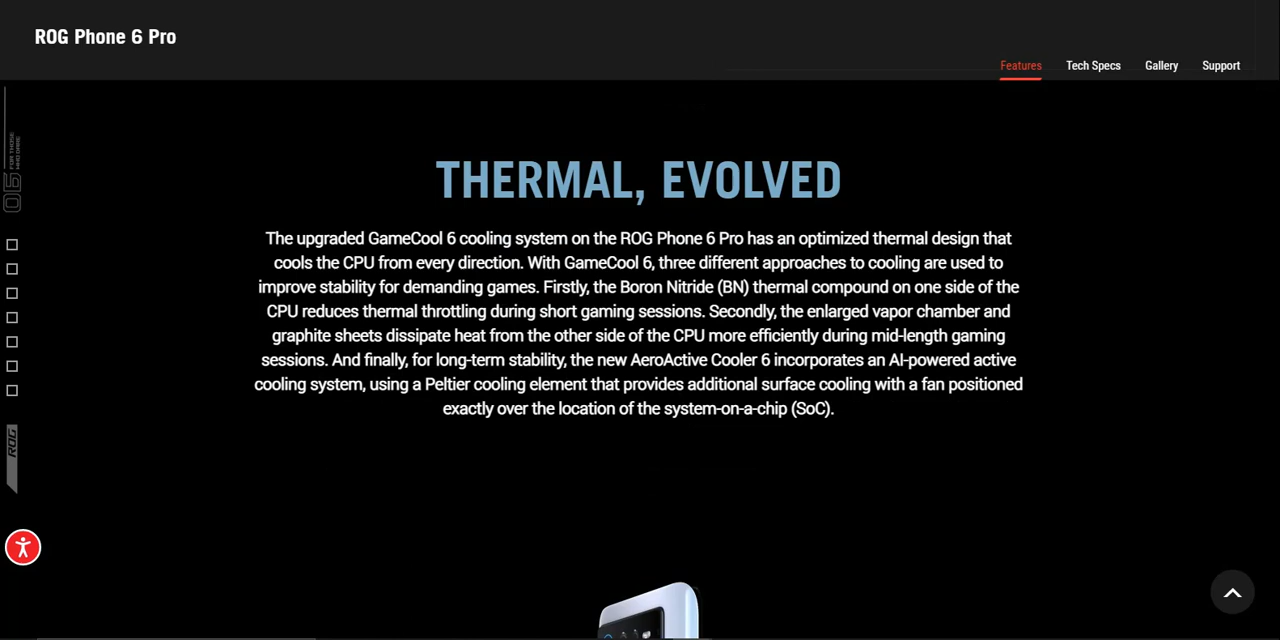 ROG Phone 6 Pro
Features
Tech Specs
Gallery
Support
FOR THOSE
WHO DARE
06
THERMAL, EVOLVED
The upgraded GameCool 6 cooling system on the ROG Phone 6 Pro has an optimized thermal design that
cools the CPU from every direction. With GameCool 6, three different approaches to cooling are used to
improve stability for demanding games. Firstly, the Boron Nitride (BN) thermal compound on one side of the
CPU reduces thermal throttling during short gaming sessions. Secondly, the enlarged vapor chamber and
graphite sheets dissipate heat from the other side of the CPU more efficiently during mid-length gaming
sessions. And finally, for long-term stability, the new AeroActive Cooler 6 incorporates an AI-powered active
cooling system, using a Peltier cooling element that provides additional surface cooling with a fan positioned
exactly over the location of the system-on-a-chip (SoC).
ROG